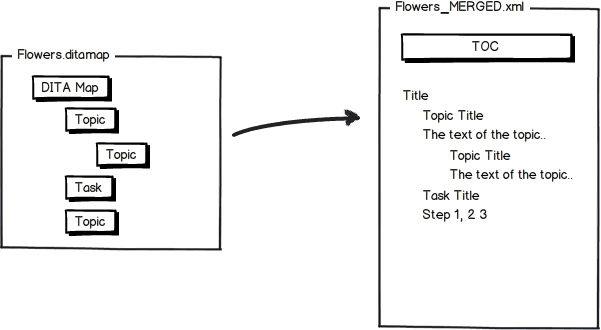 Flowers.ditamap
DITA Map
Topic
Topic
Task
Topic
Flowers_MERGED.xml
TOC
Title
Topic Title
The text of the topic..
Topic Title
The text of the topic..
Task Title
Step 1, 2 3